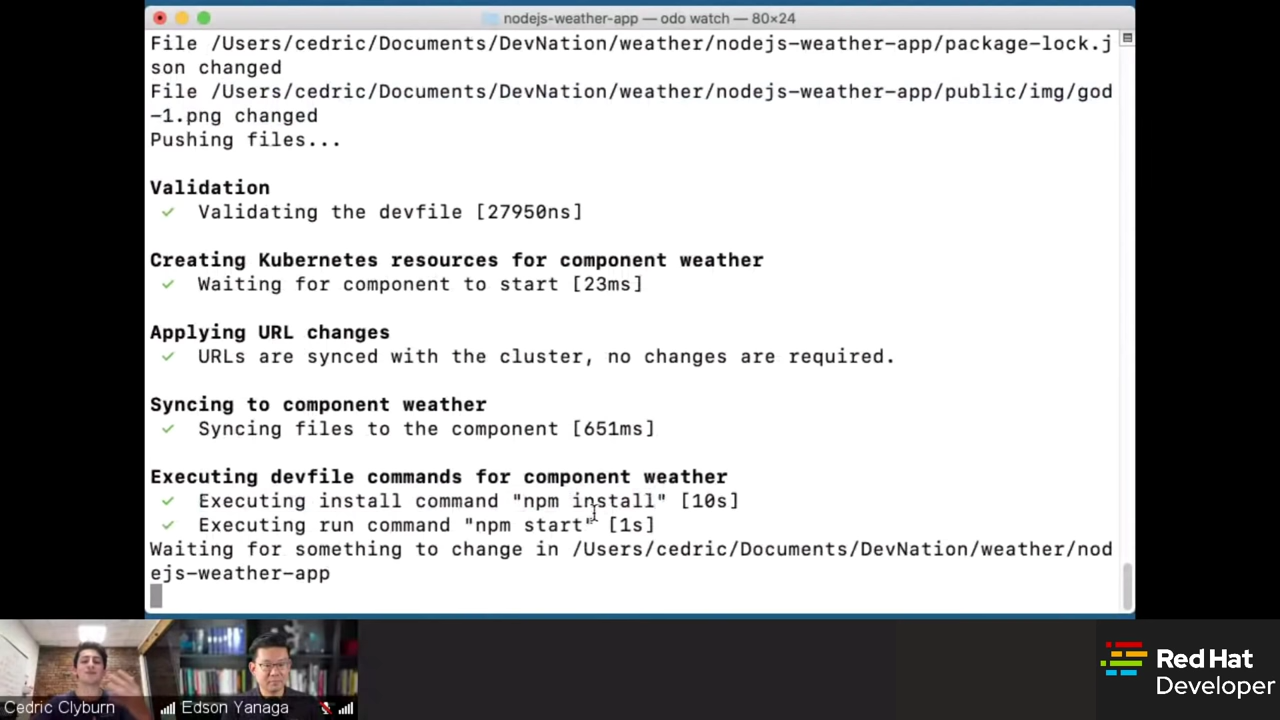 nodejs-weather-app — odo watch — 80×24
File /Users/cedric/Documents/DevNation/weather/nodejs-weather-app/package-lock.j
son changed
File /Users/cedric/Documents/DevNation/weather/nodejs-weather-app/public/img/god
-1.png changed
Pushing files...
Validation
✓ Validating the devfile [27950ns]
Creating Kubernetes resources for component weather
✓ Waiting for component to start [23ms]
Applying URL changes
✓ URLs are synced with the cluster, no changes are required.
Syncing to component weather
✓ Syncing files to the component [651ms]
Executing devfile commands for component weather
✓ Executing install command "npm install" [10s]
✓ Executing run command "npm start" [1s]
Waiting for something to change in /Users/cedric/Documents/DevNation/weather/nod
ejs-weather-app
Cedric Clyburn
Edson Yanaga
Red Hat
Developer